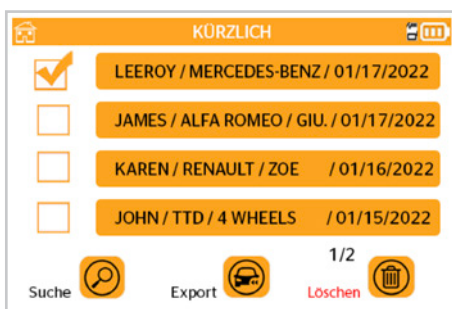 KÜRZLICH
LEEROY / MERCEDES-BENZ / 01/17/2022
JAMES / ALFA ROMEO / GIU. / 01/17/2022
KAREN / RENAULT / ZOE / 01/16/2022
JOHN / TTD / 4 WHEELS / 01/15/2022
1/2
Suche Export Löschen